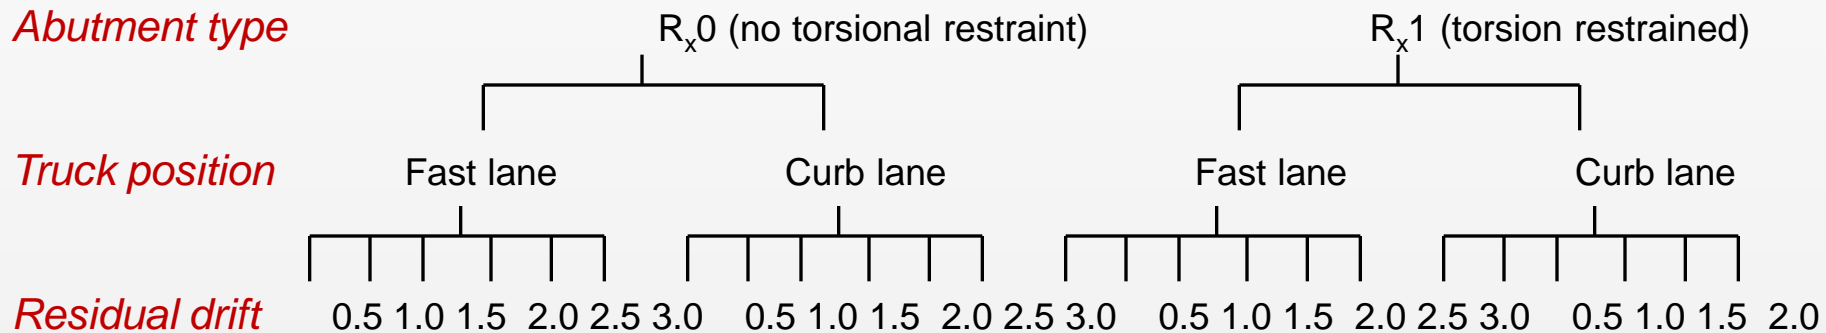 Abutment type Rx0 (no torsional restraint) Rx1 (torsion restrained)
Truck position Fast lane Curb lane Fast lane Curb lane
Residual drift 0.5 1.0 1.5 2.0 2.5 3.0 0.5 1.0 1.5 2.0 2.5 3.0 0.5 1.0 1.5 2.0 2.5 3.0 0.5 1.0 1.5 2.0